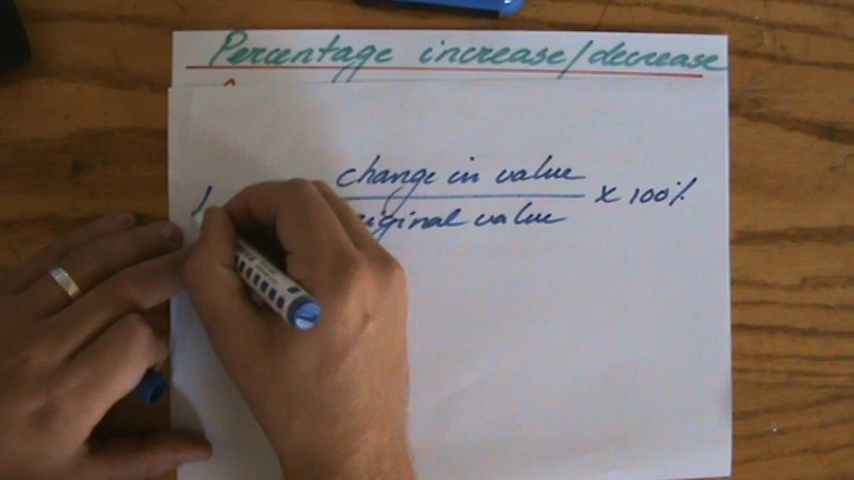 Percentage increase/decrease
change in value
original value
x 100%